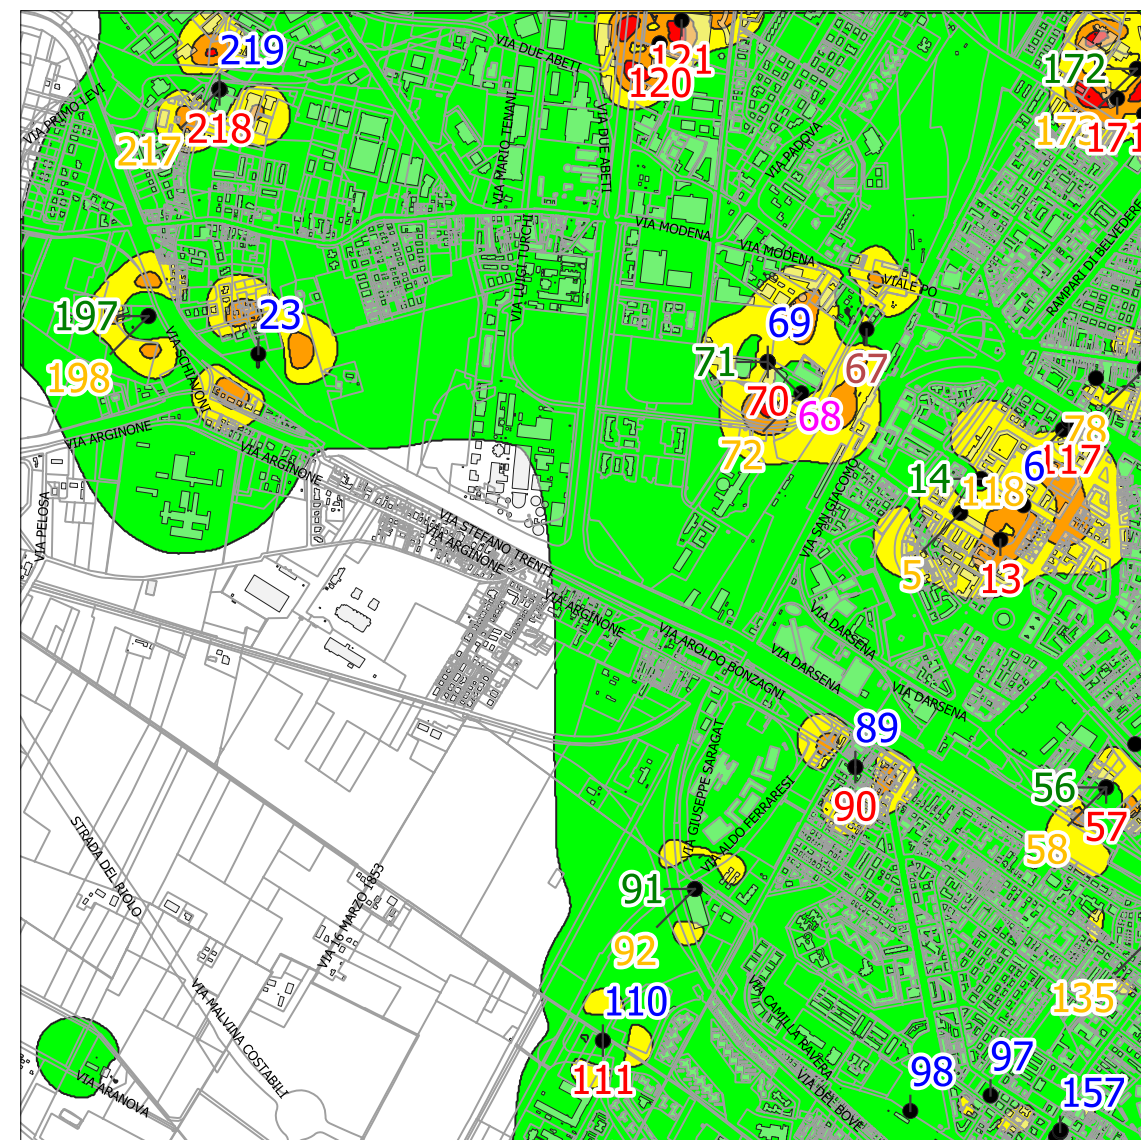 219
VIA DUE ABETI
121
120
172
VIA PRIMO LEVI
218
217
VIA MARIO TENANI
VIA DUE ABETI
VIA PADOVA
173
171
VIA MODENA
VIA MODENA
VIALE PO
RAMPARI DI BELVEDERE
VIA LUIGI TURCHI
197
23
69
71
67
198
VIA SCHIAVONI
70
68
72
78
117
6
14
118
VIA ARGINONE
VIA ARGINONE
VIA PELOSA
VIA STEFANO TRENTI
VIA ARGINONE
VIA SAN GIACOMO
5
13
VIA ARGINONE
VIA DARSENA
VIA AROLDO BONZAGNI
VIA DARSENA
VIA DARSENA
89
VIA GIUSEPPE SARAGAT
90
56
57
58
VIA ALDO FERRARESI
STRADA DEL RIOLO
VIA 16 MARZO 1853
91
92
110
135
VIA MALVINA COSTABILI
VIA CAMILLA RAVERA
VIA DEL BOVE
111
98
97
157
VIA ARANOVA